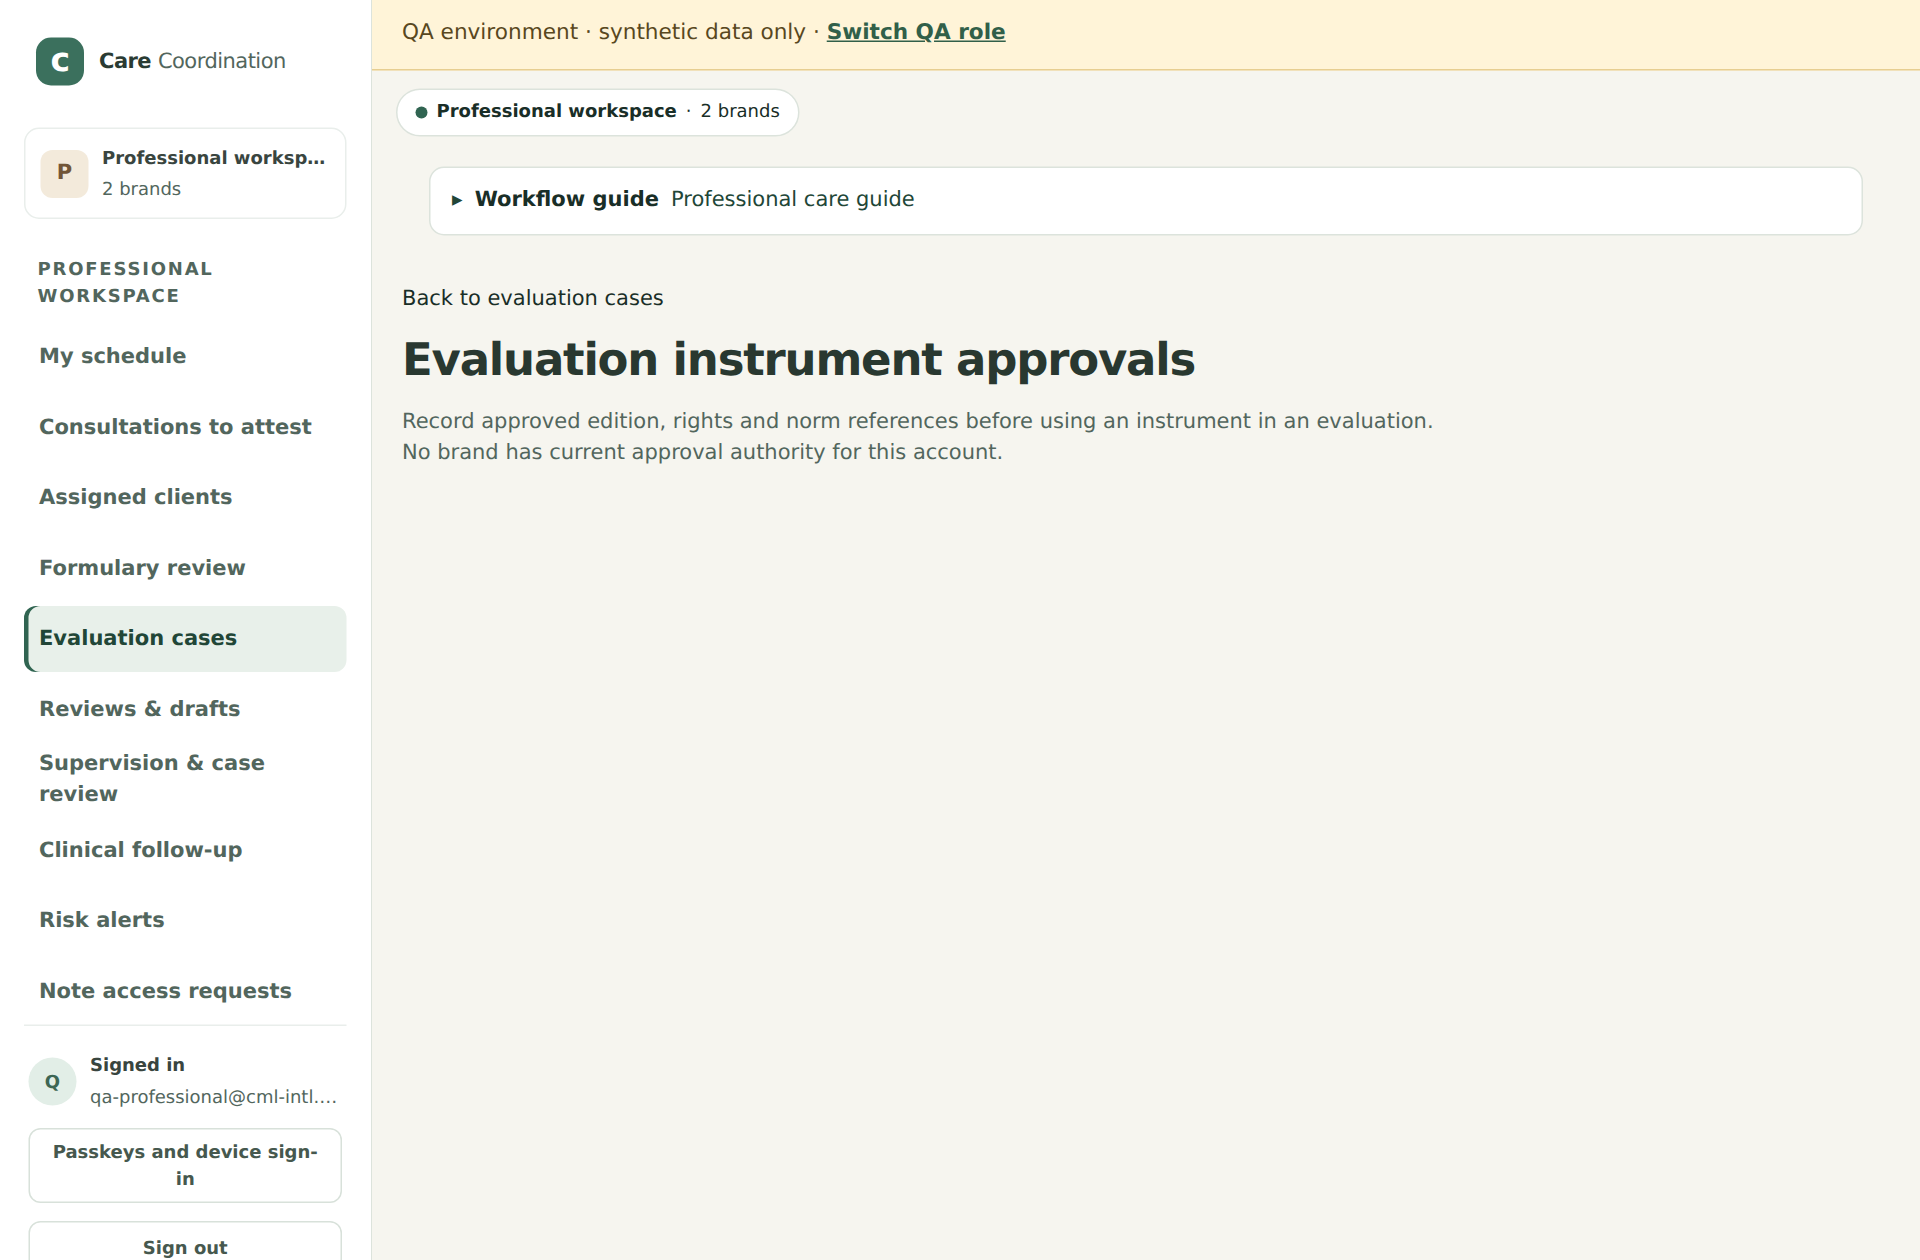 C
Care Coordination
P
Professional worksp...
2 brands
PROFESSIONAL
WORKSPACE
My schedule
Consultations to attest
Assigned clients
Formulary review
Evaluation cases
Reviews & drafts
Supervision & case
review
Clinical follow-up
Risk alerts
Note access requests
Q
Signed in
qa-professional@cml-intl....
Passkeys and device sign-
in
Sign out
QA environment · synthetic data only · Switch QA role
Professional workspace · 2 brands
▸ Workflow guide Professional care guide
Back to evaluation cases
Evaluation instrument approvals
Record approved edition, rights and norm references before using an instrument in an evaluation.
No brand has current approval authority for this account.